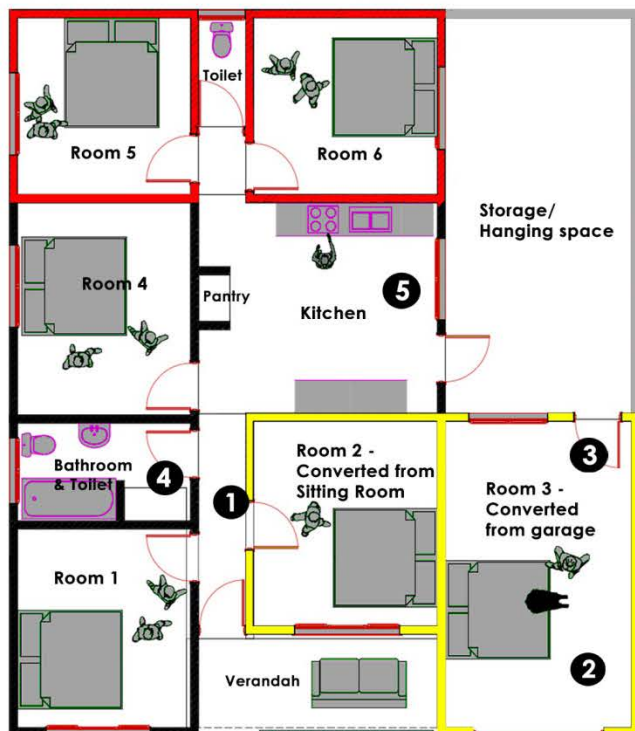 Toilet
Room 5
Room 6
Storage/
Hanging space
Room 4
Pantry
Kitchen
5
Bathroom
& Toilet
4
1
Room 2 -
Converted from
Sitting Room
3
Room 3 -
Converted
from garage
Room 1
2
Verandah